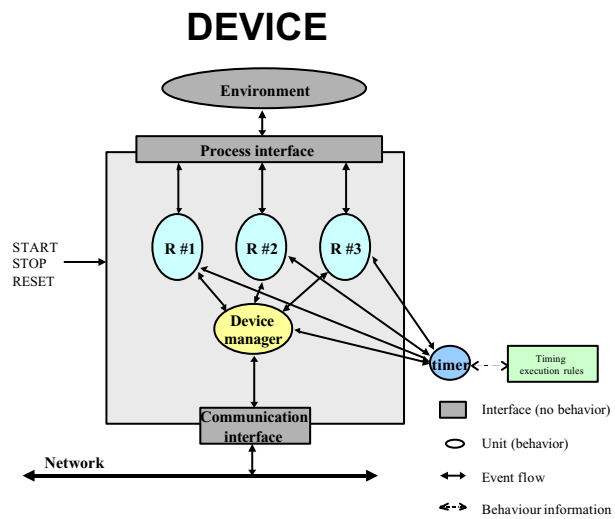 DEVICE
Environment
Process interface
R #1
R #2
R #3
START
STOP
RESET
Device
manager
timer
Timing
execution rules
Communication
interface
Network
Interface (no behavior)
Unit (behavior)
Event flow
Behaviour information